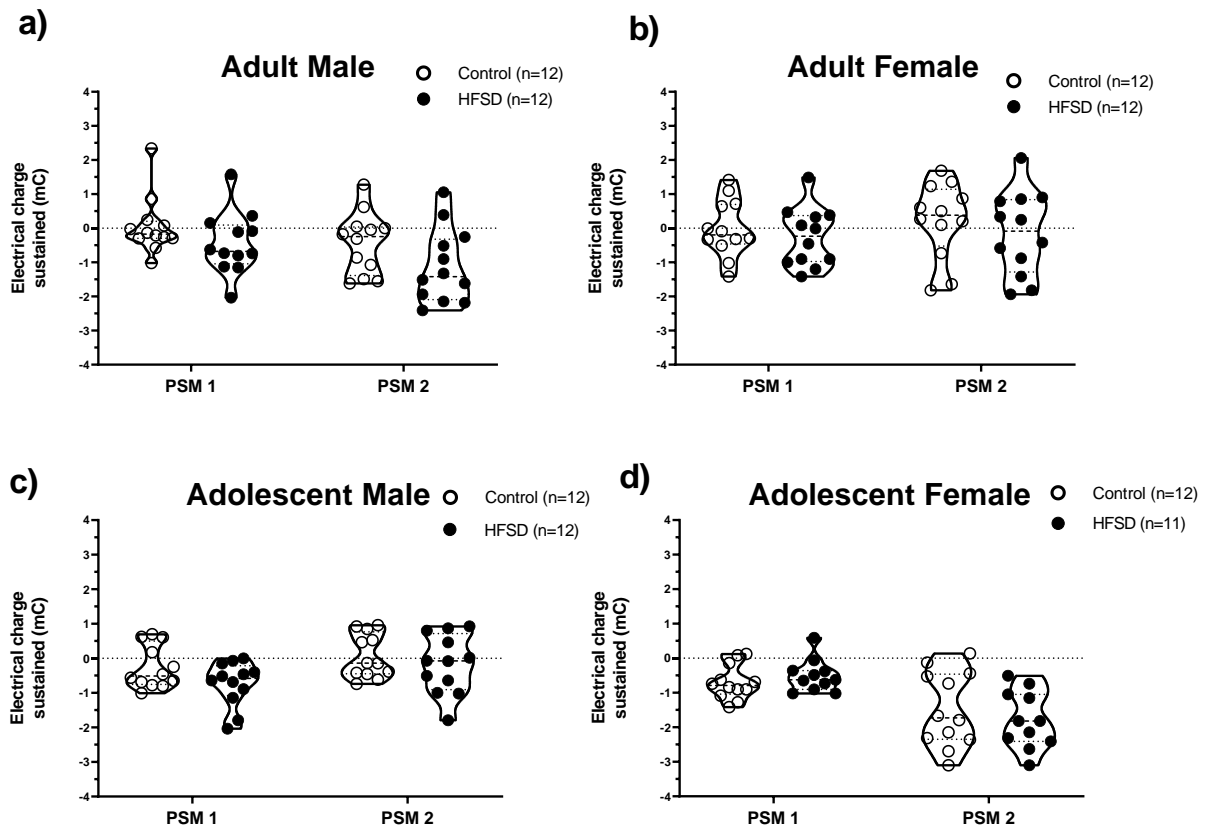 a)
Adult Male
Control (n=12)
HFSD (n=12)
Electrical charge
sustained (mC)
4
3
2
1
0
-1
-2
-3
-4
PSM 1
PSM 2
b)
Adult Female
Control (n=12)
HFSD (n=12)
Electrical charge
sustained (mC)
4
3
2
1
0
-1
-2
-3
-4
PSM 1
PSM 2
c)
Adolescent Male
Control (n=12)
HFSD (n=12)
Electrical charge
sustained (mC)
4
3
2
1
0
-1
-2
-3
-4
PSM 1
PSM 2
d)
Adolescent Female
Control (n=12)
HFSD (n=11)
Electrical charge
sustained (mC)
4
3
2
1
0
-1
-2
-3
-4
PSM 1
PSM 2